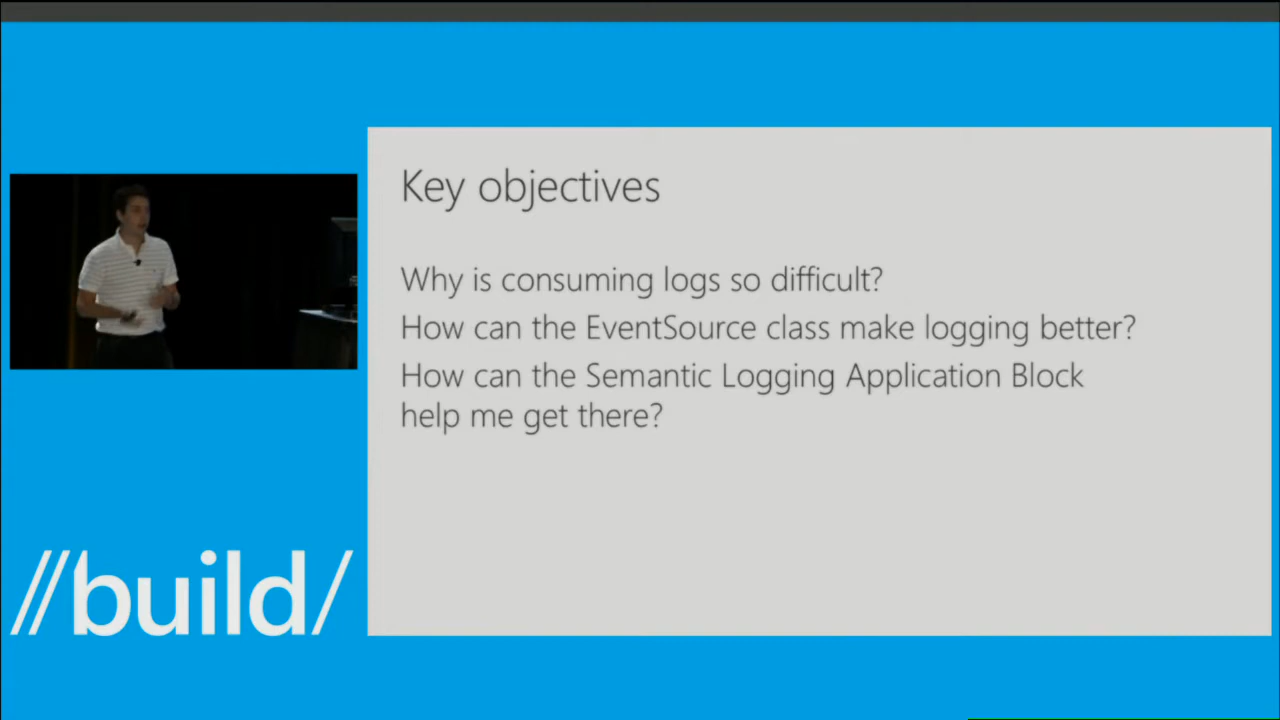 Key objectives
Why is consuming logs so difficult?
How can the EventSource class make logging better?
How can the Semantic Logging Application Block
help me get there?
//build/